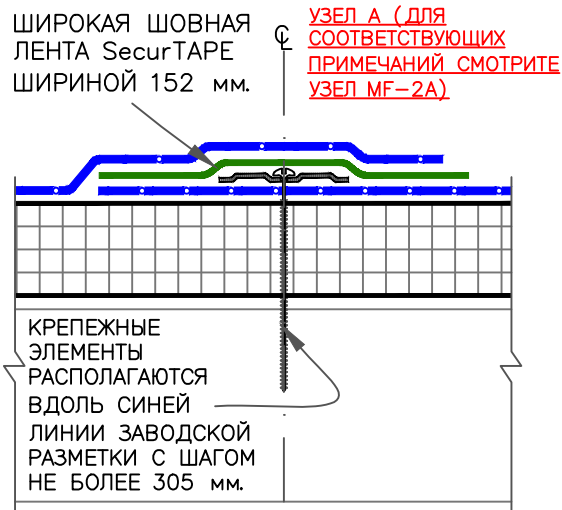 ШИРОКАЯ ШОВНАЯ
ЛЕНТА SecurTAPE
ШИРИНОЙ 152 мм.
УЗЕЛ А (ДЛЯ
СООТВЕТСТВУЮЩИХ
ПРИМЕЧАНИЙ СМОТРИТЕ
УЗЕЛ MF-2A)
КРЕПЕЖНЫЕ
ЭЛЕМЕНТЫ
РАСПОЛАГАЮТСЯ
ВДОЛЬ СИНЕЙ
ЛИНИИ ЗАВОДСКОЙ
РАЗМЕТКИ С ШАГОМ
НЕ БОЛЕЕ 305 мм.